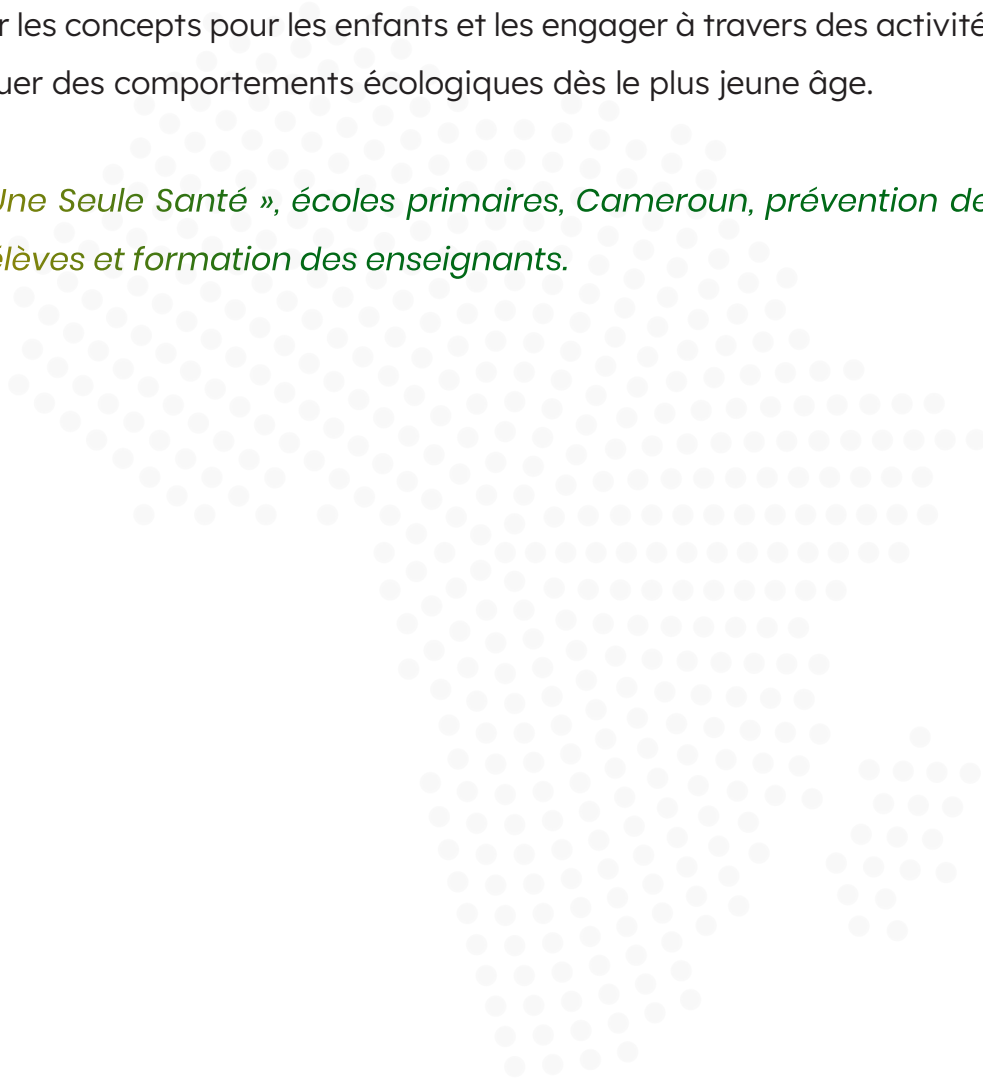 r les concepts pour les enfants et les engager à travers des activité
uer des comportements écologiques dès le plus jeune âge.
Une Seule Santé », écoles primaires, Cameroun, prévention de
élèves et formation des enseignants.